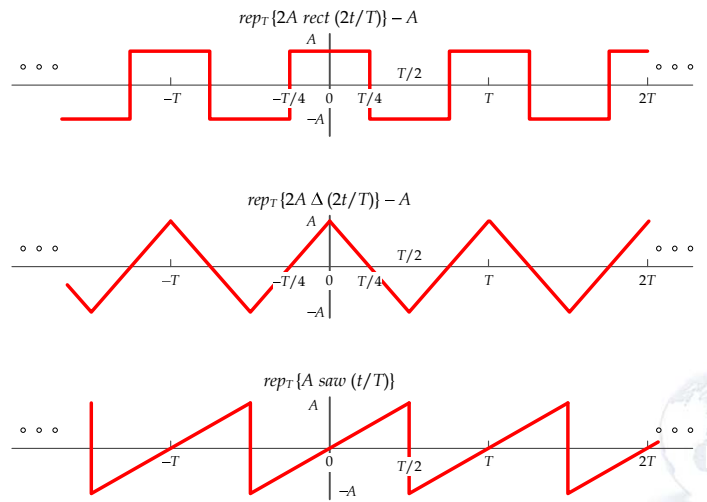 rep_T{2A rect (2t/T)} − A
A
T/2
−T −T/4 0 T/4 T 2T
−A
rep_T{2A Δ (2t/T)} − A
A
T/2
−T −T/4 0 T/4 T 2T
−A
rep_T{A saw (t/T)}
A
−T 0 T/2 T 2T
−A